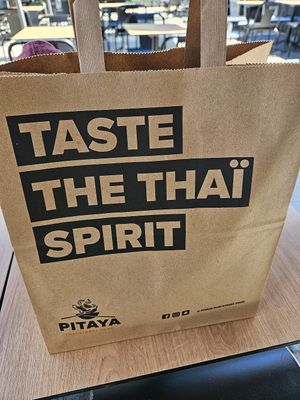 TASTE
THE THAÏ
SPIRIT
PITAYA